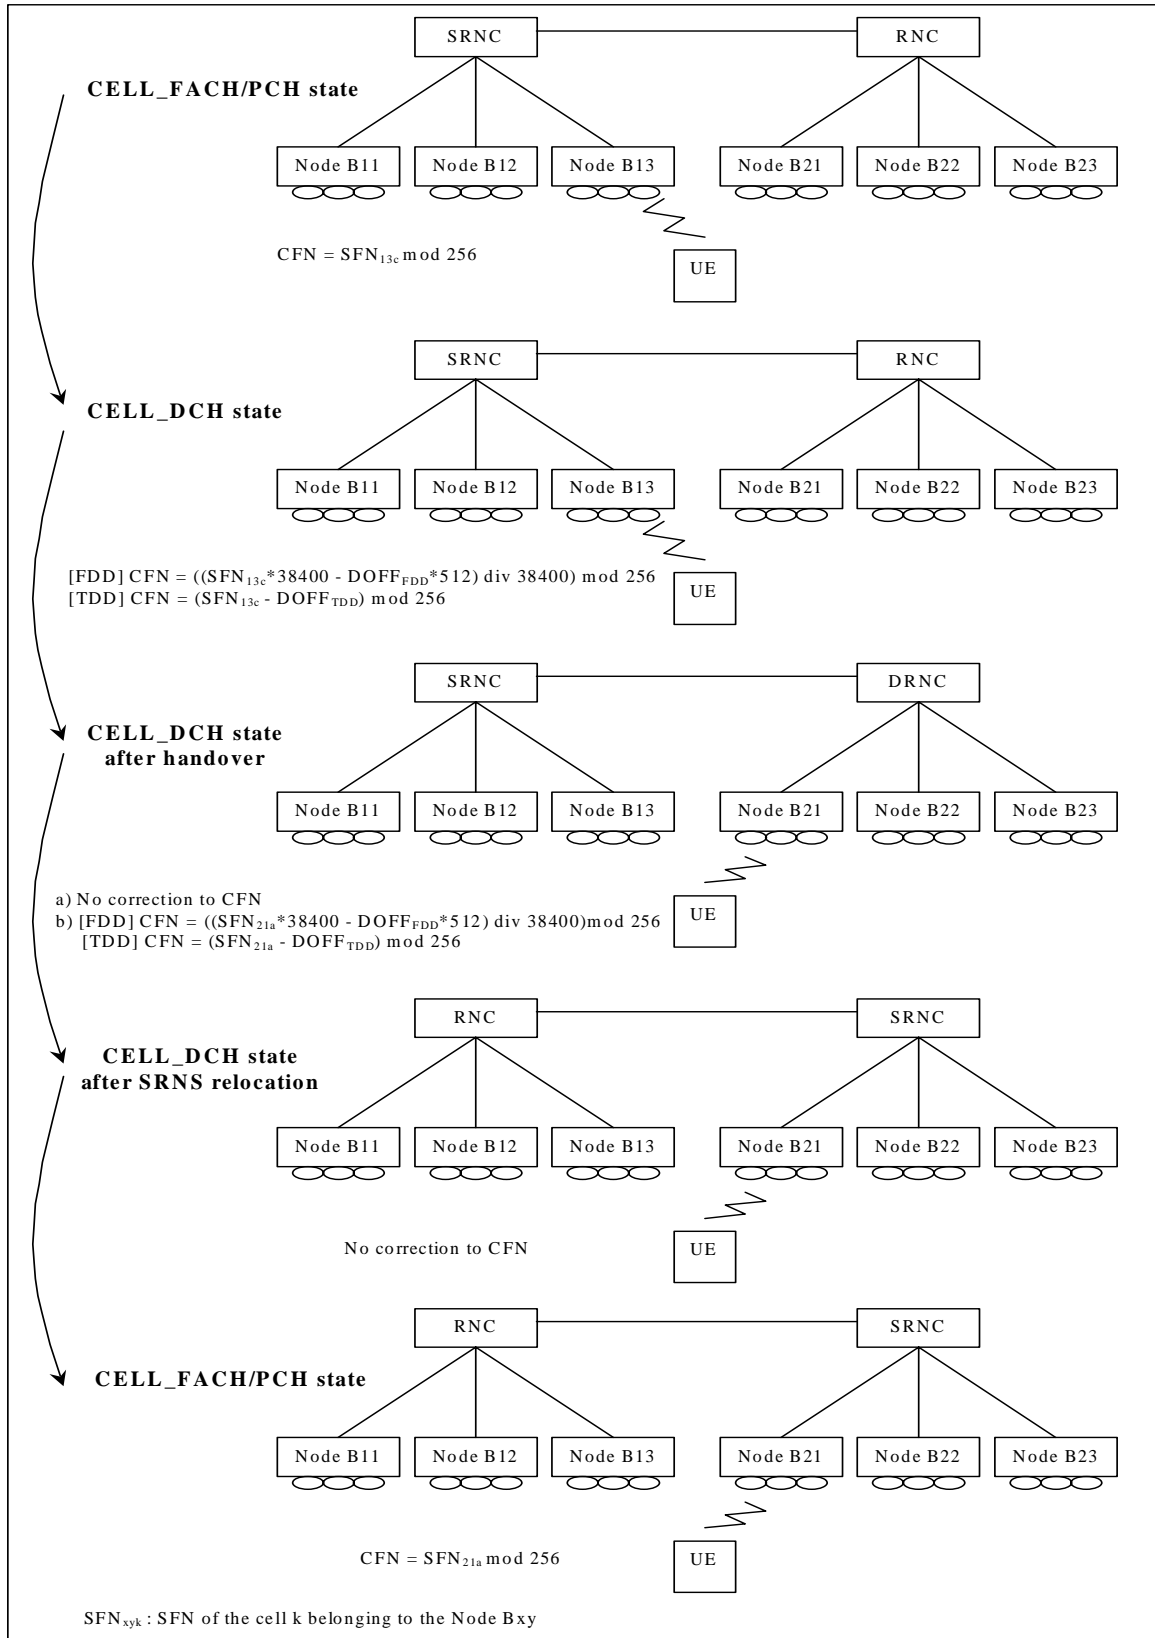 SRNC RNC
CELL_FACH/PCH state
Node B11 Node B12 Node B13 Node B21 Node B22 Node B23
CFN = SFN13c mod 256
UE
SRNC RNC
CELL_DCH state
Node B11 Node B12 Node B13 Node B21 Node B22 Node B23
[FDD] CFN = ((SFN13c*38400 - DOFFFDD*512) div 38400) mod 256
[TDD] CFN = (SFN13c - DOFFTDD) mod 256
UE
SRNC DRNC
CELL_DCH state
after handover
Node B11 Node B12 Node B13 Node B21 Node B22 Node B23
a) No correction to CFN
b) [FDD] CFN = ((SFN21a*38400 - DOFFFDD*512) div 38400)mod 256
[TDD] CFN = (SFN21a - DOFFTDD) mod 256
UE
RNC SRNC
CELL_DCH state
after SRNS relocation
Node B11 Node B12 Node B13 Node B21 Node B22 Node B23
No correction to CFN
UE
RNC SRNC
CELL_FACH/PCH state
Node B11 Node B12 Node B13 Node B21 Node B22 Node B23
CFN = SFN21a mod 256
UE
SFNxyk : SFN of the cell k belonging to the Node Bxy